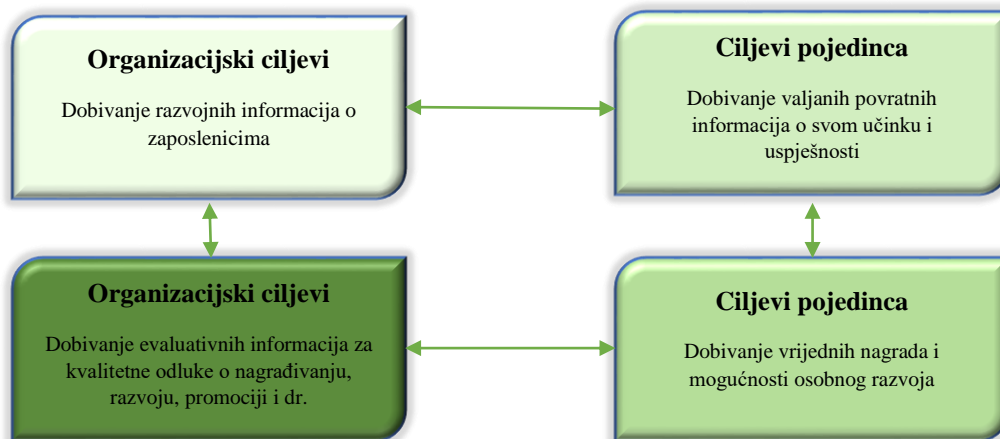 Organizacijski ciljevi
Dobivanje razvojnih informacija o
zaposlenicima
Ciljevi pojedinca
Dobivanje valjanih povratnih
informacija o svom učinku i
uspješnosti
Organizacijski ciljevi
Dobivanje evaluativnih informacija za
kvalitetne odluke o nagrađivanju,
razvoju, promociji i dr.
Ciljevi pojedinca
Dobivanje vrijednih nagrada i
mogućnosti osobnog razvoja